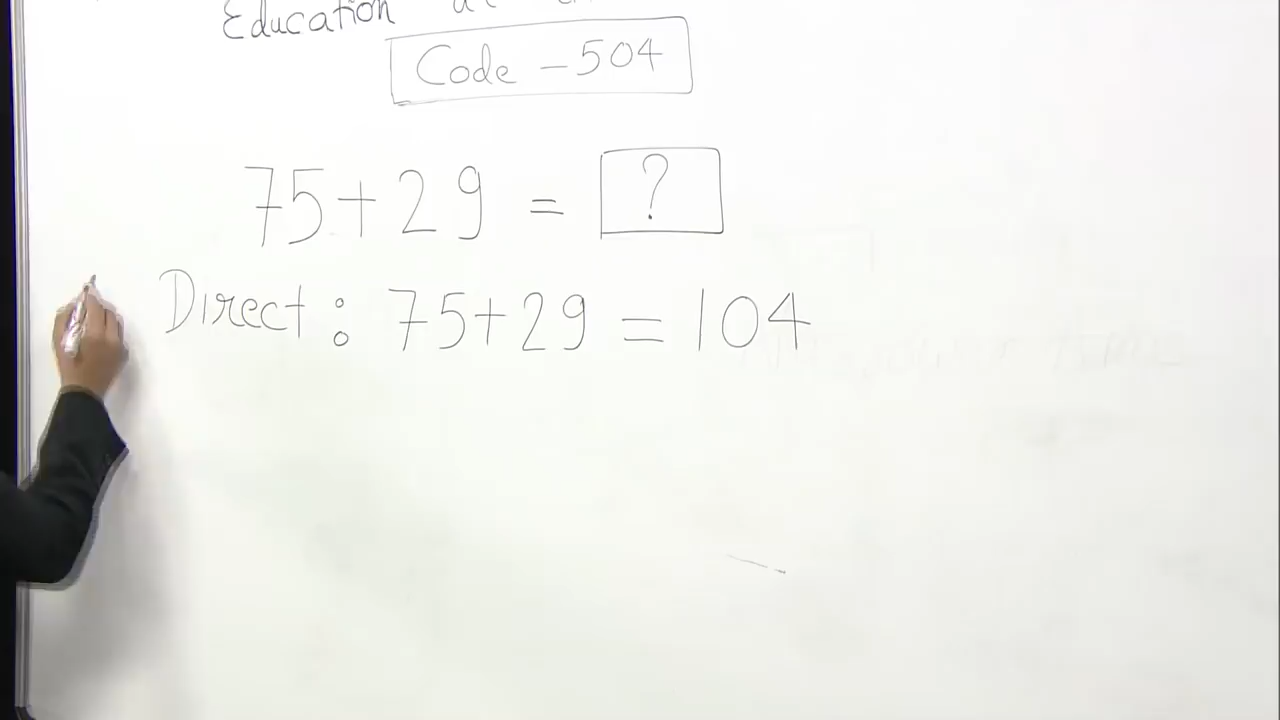 Education
Code - 504
75+29 = ?
Direct: 75+29 = 104